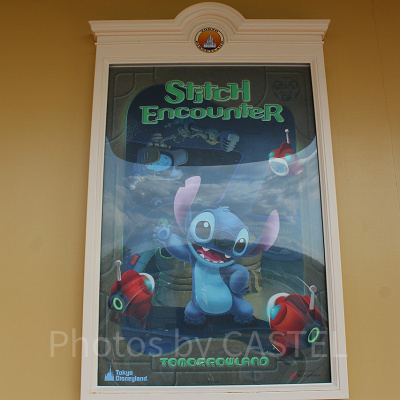 Stitch
Encounter
Photos by CASTEL
TOMORROWLAND
Tokyo
Disneyland